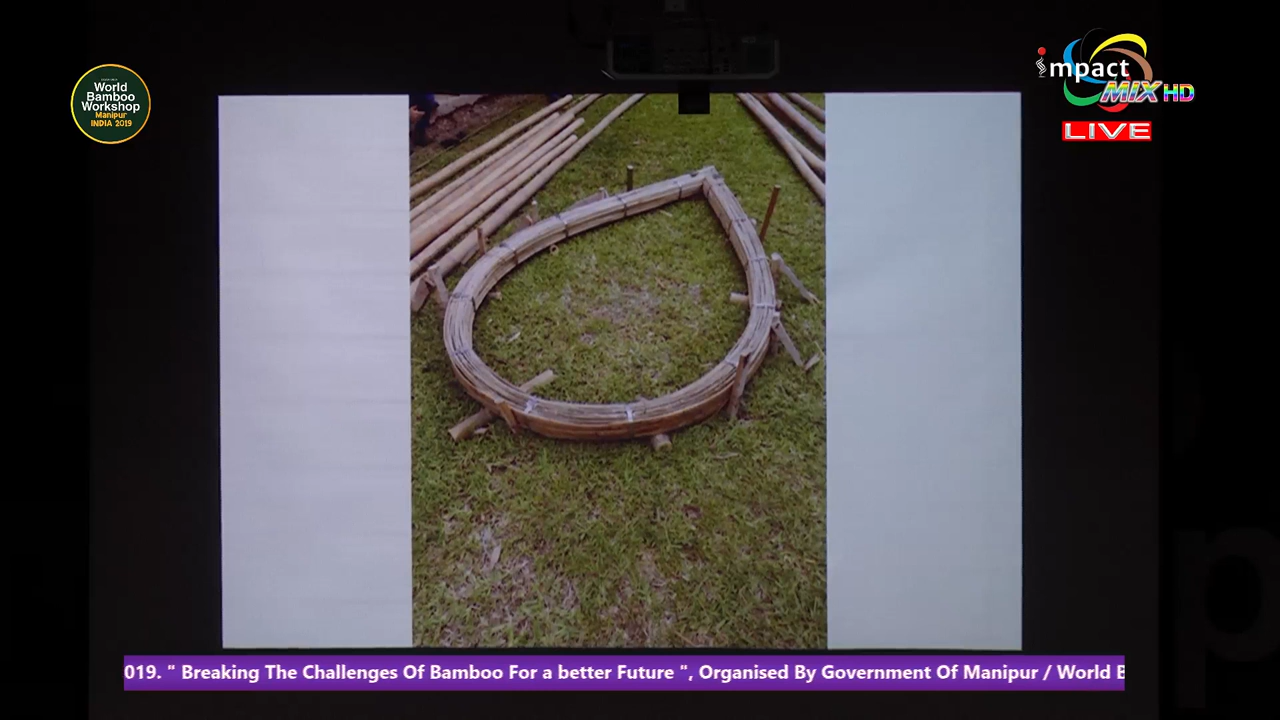 World
Bamboo
Workshop
Manipur
INDIA 2019
impact
MIX HD
LIVE
019. " Breaking The Challenges Of Bamboo For a better Future ", Organised By Government Of Manipur / World B